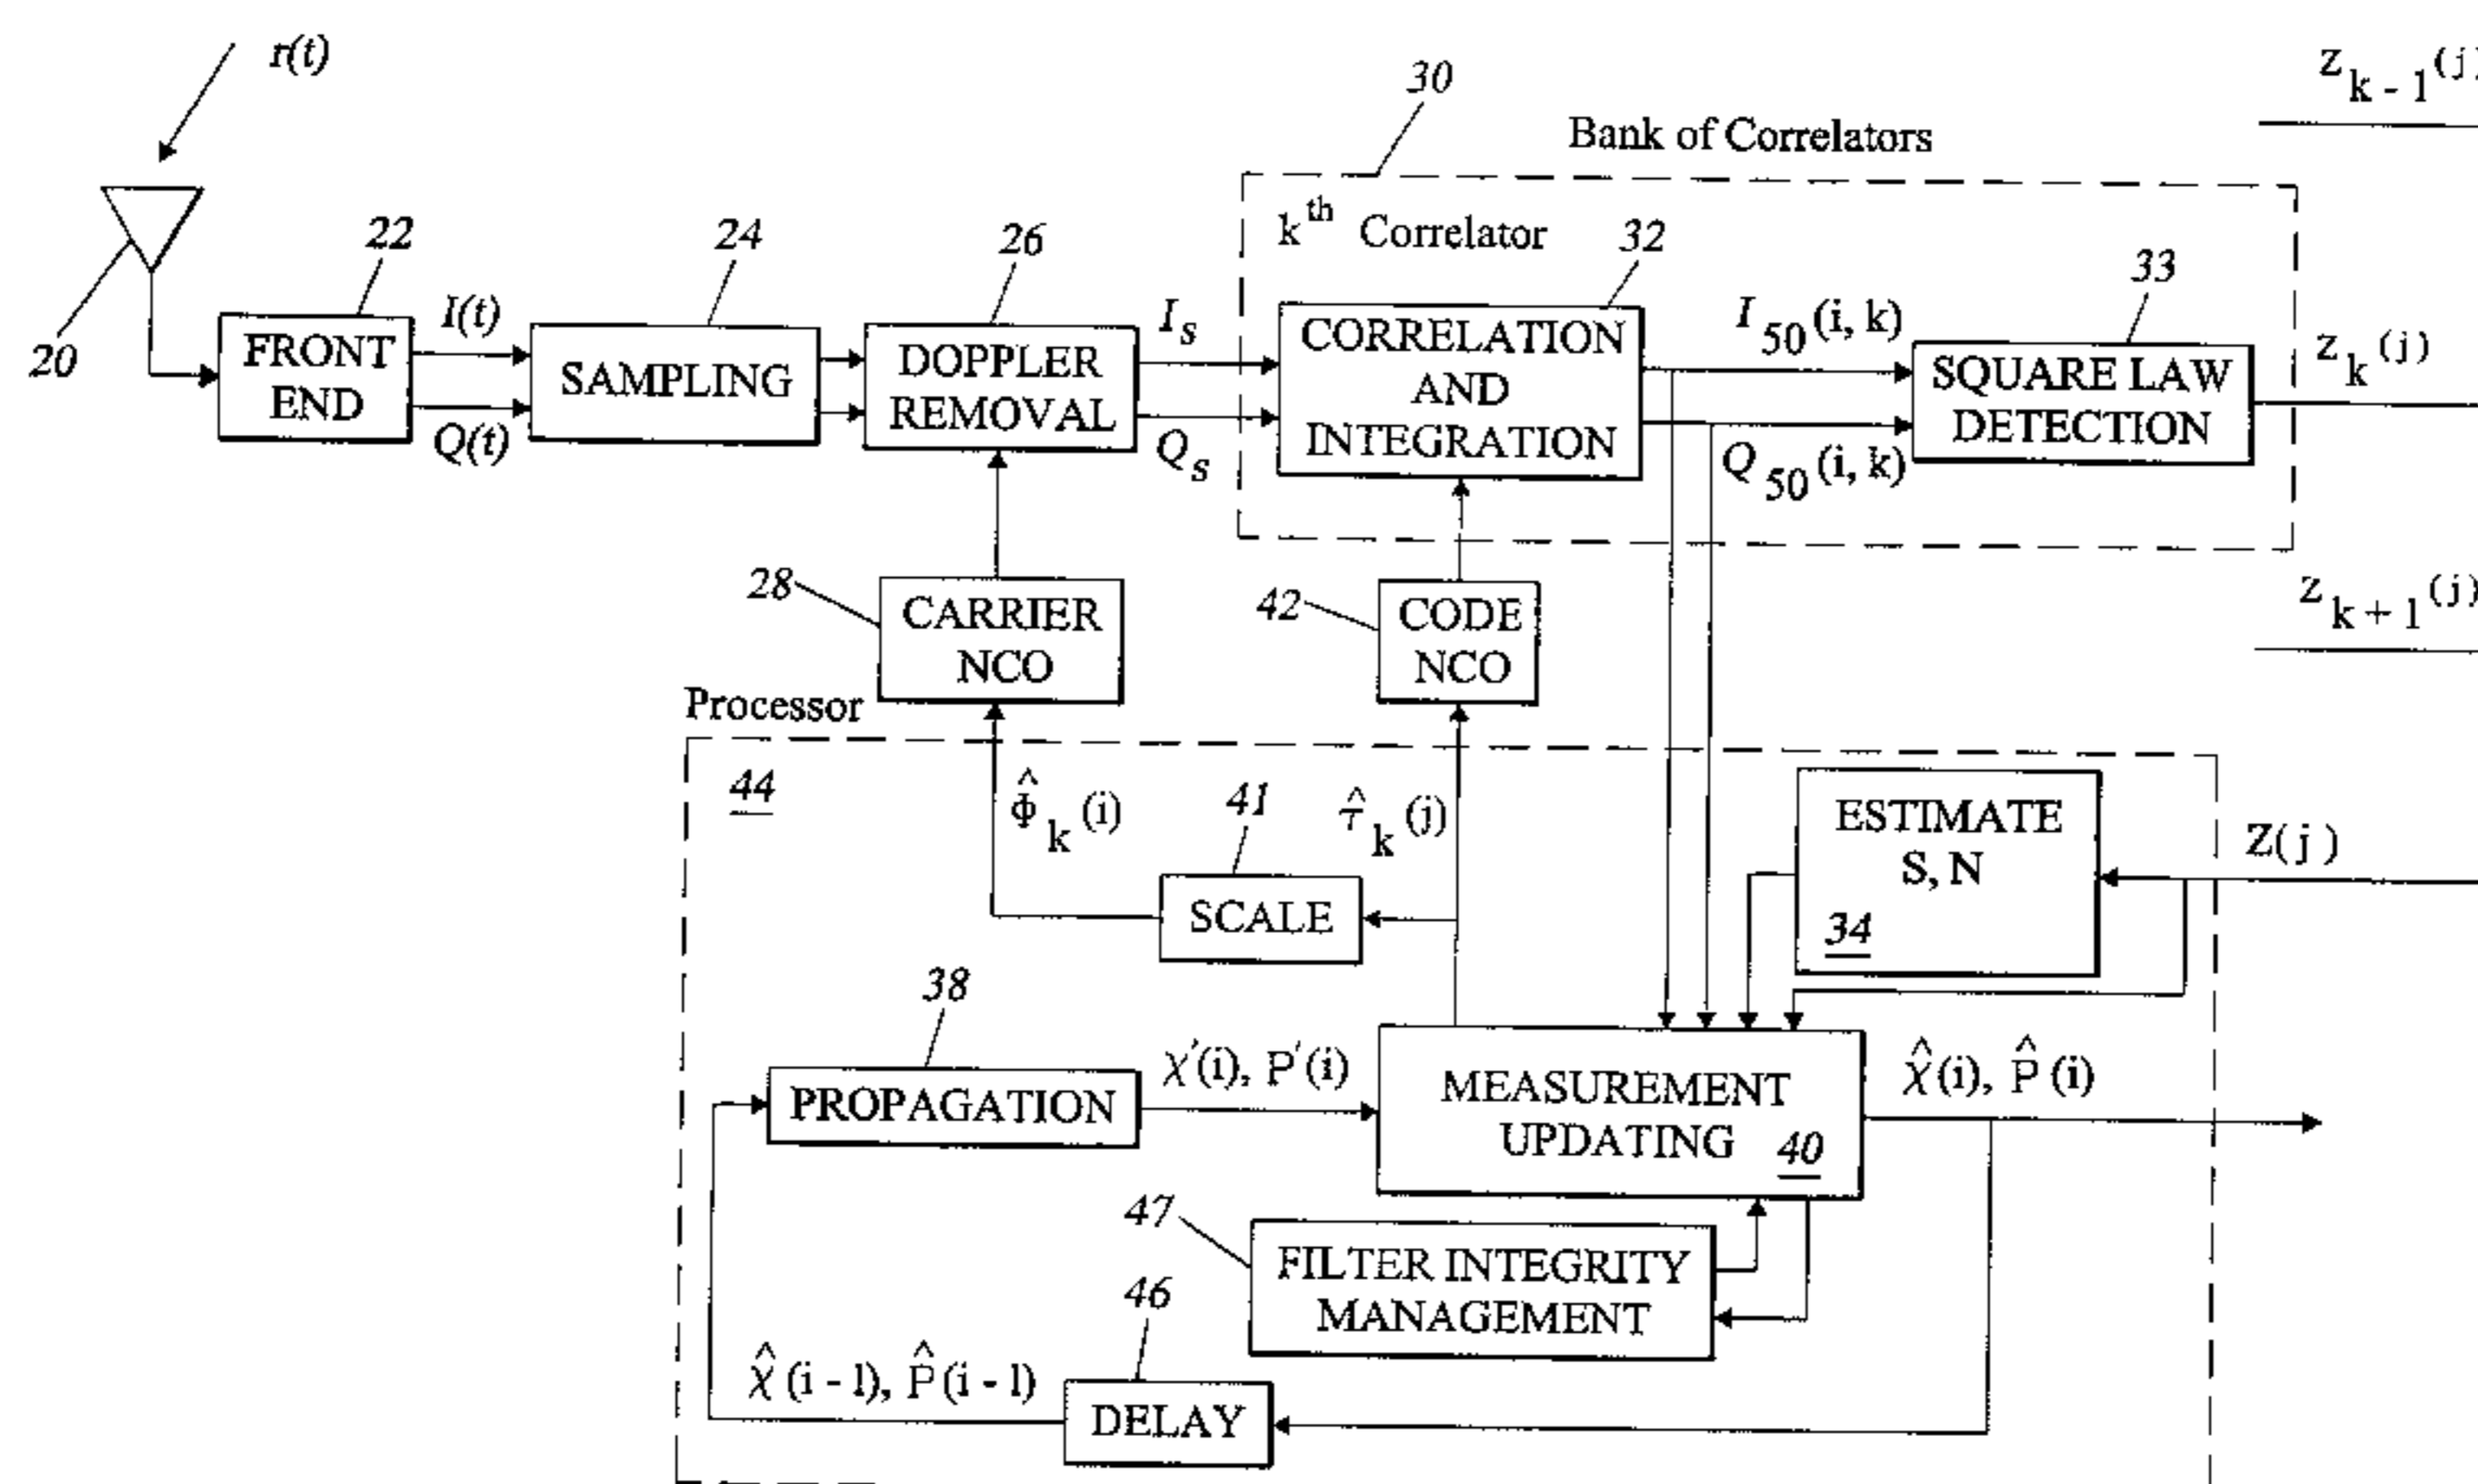 r(t)
30
Bank of Correlators
z k - 1 (j)
20
22
FRONT
END
I(t)
Q(t)
24
SAMPLING
26
DOPPLER
REMOVAL
I s
Q s
k th Correlator
32
CORRELATION
AND
INTEGRATION
I 50 (i, k)
Q 50 (i, k)
33
SQUARE LAW
DETECTION
z k (j)
28
CARRIER
NCO
42
CODE
NCO
z k + 1 (j)
Processor
44
Φ̂ k (i)
41
SCALE
τ̂ k (j)
ESTIMATE
S, N
34
Z(j)
38
PROPAGATION
χ'(i), P'(i)
MEASUREMENT
UPDATING
40
χ̂(i), P̂(i)
47
FILTER INTEGRITY
MANAGEMENT
46
DELAY
χ̂(i - l), P̂(i - l)